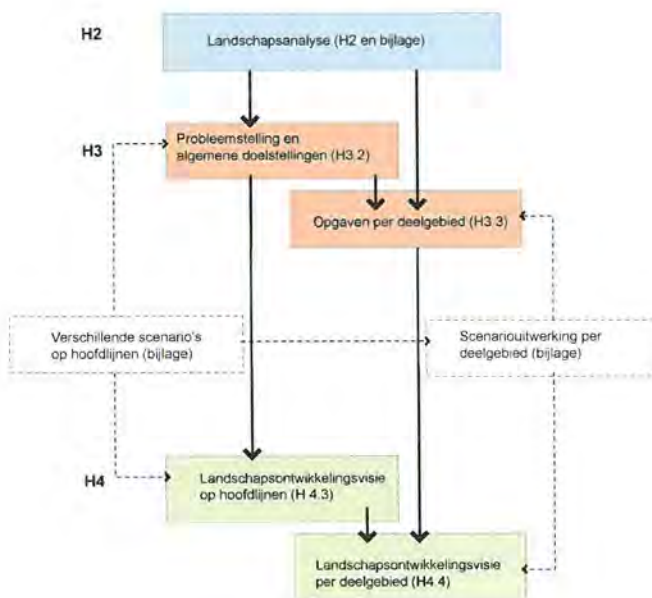 H2
Landschapsanalyse (H2 en bijlage)
H3
Probleemstelling en
algemene doelstellingen (H3.2)
Opgaven per deelgebied (H3.3)
Verschillende scenario's
op hoofdlijnen (bijlage)
Scenariouitwerking per
deelgebied (bijlage)
H4
Landschapsontwikkelingsvisie
op hoofdlijnen (H 4.3)
Landschapsontwikkelingsvisie
per deelgebied (H4.4)